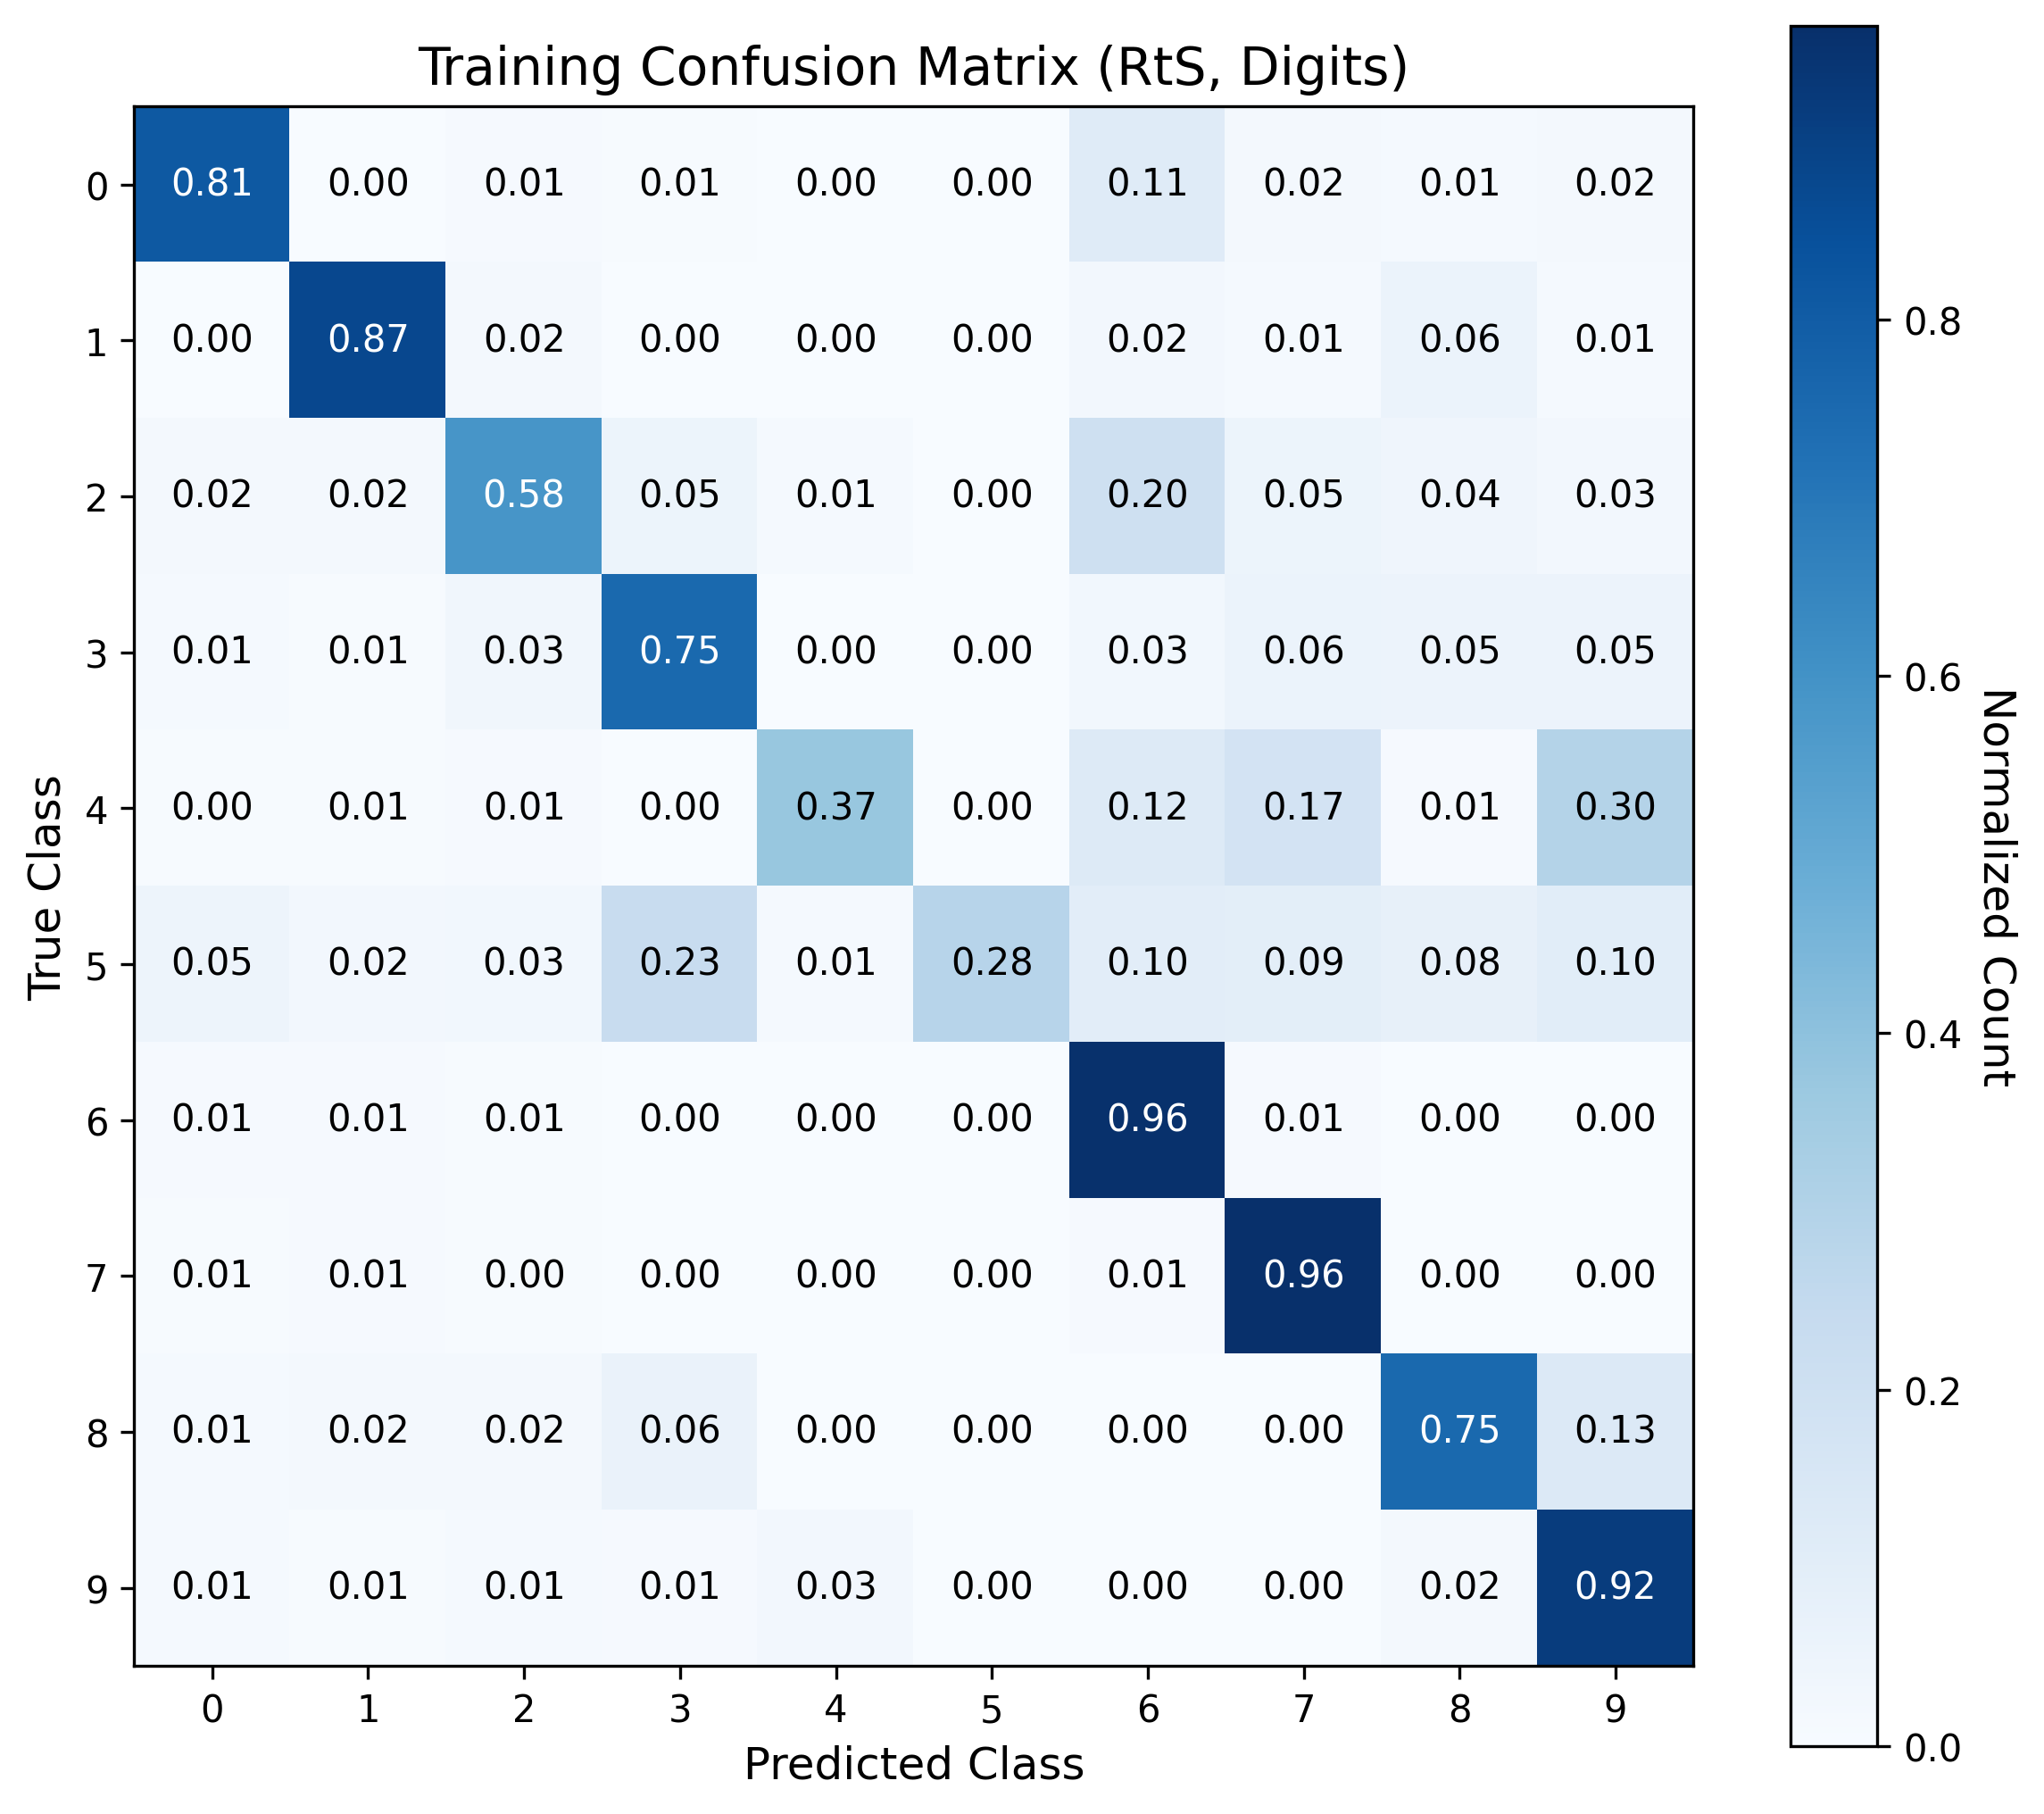 Training Confusion Matrix (RtS, Digits)
0 0.81 0.00 0.01 0.01 0.00 0.00 0.11 0.02 0.01 0.02
1 0.00 0.87 0.02 0.00 0.00 0.00 0.02 0.01 0.06 0.01
2 0.02 0.02 0.58 0.05 0.01 0.00 0.20 0.05 0.04 0.03
3 0.01 0.01 0.03 0.75 0.00 0.00 0.03 0.06 0.05 0.05
4 0.00 0.01 0.01 0.00 0.37 0.00 0.12 0.17 0.01 0.30
5 0.05 0.02 0.03 0.23 0.01 0.28 0.10 0.09 0.08 0.10
6 0.01 0.01 0.01 0.00 0.00 0.00 0.96 0.01 0.00 0.00
7 0.01 0.01 0.00 0.00 0.00 0.00 0.01 0.96 0.00 0.00
8 0.01 0.02 0.02 0.06 0.00 0.00 0.00 0.00 0.75 0.13
9 0.01 0.01 0.01 0.01 0.03 0.00 0.00 0.00 0.02 0.92
0 1 2 3 4 5 6 7 8 9
Predicted Class
True Class
0.8
0.6
0.4
0.2
0.0
Normalized Count